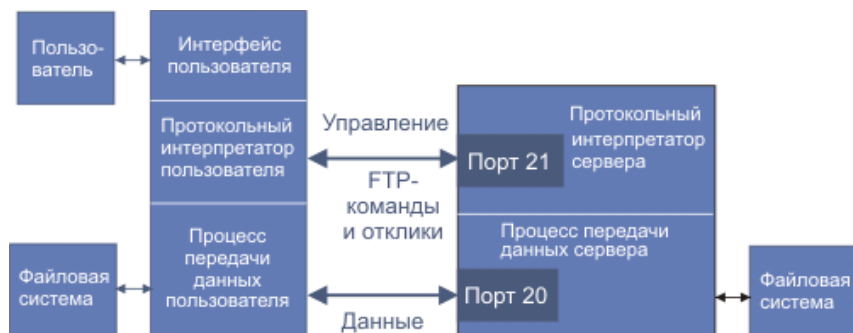 Пользо-
ватель
Интерфейс
пользователя
Протокольный
интерпретатор
пользователя
Управление
Порт 21
Протокольный
интерпретатор
сервера
FTP-
команды
и отклики
Файловая
система
Процесс
передачи
данных
пользователя
Данные
Процесс передачи
данных сервера
Порт 20
Файловая
система